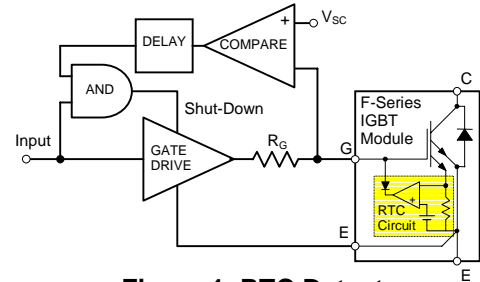 DELAY
COMPARE
+
V_SC
AND
Shut-Down
Input
GATE
DRIVE
R_G
G
E
C
F-Series
IGBT
Module
+
RTC
Circuit
E